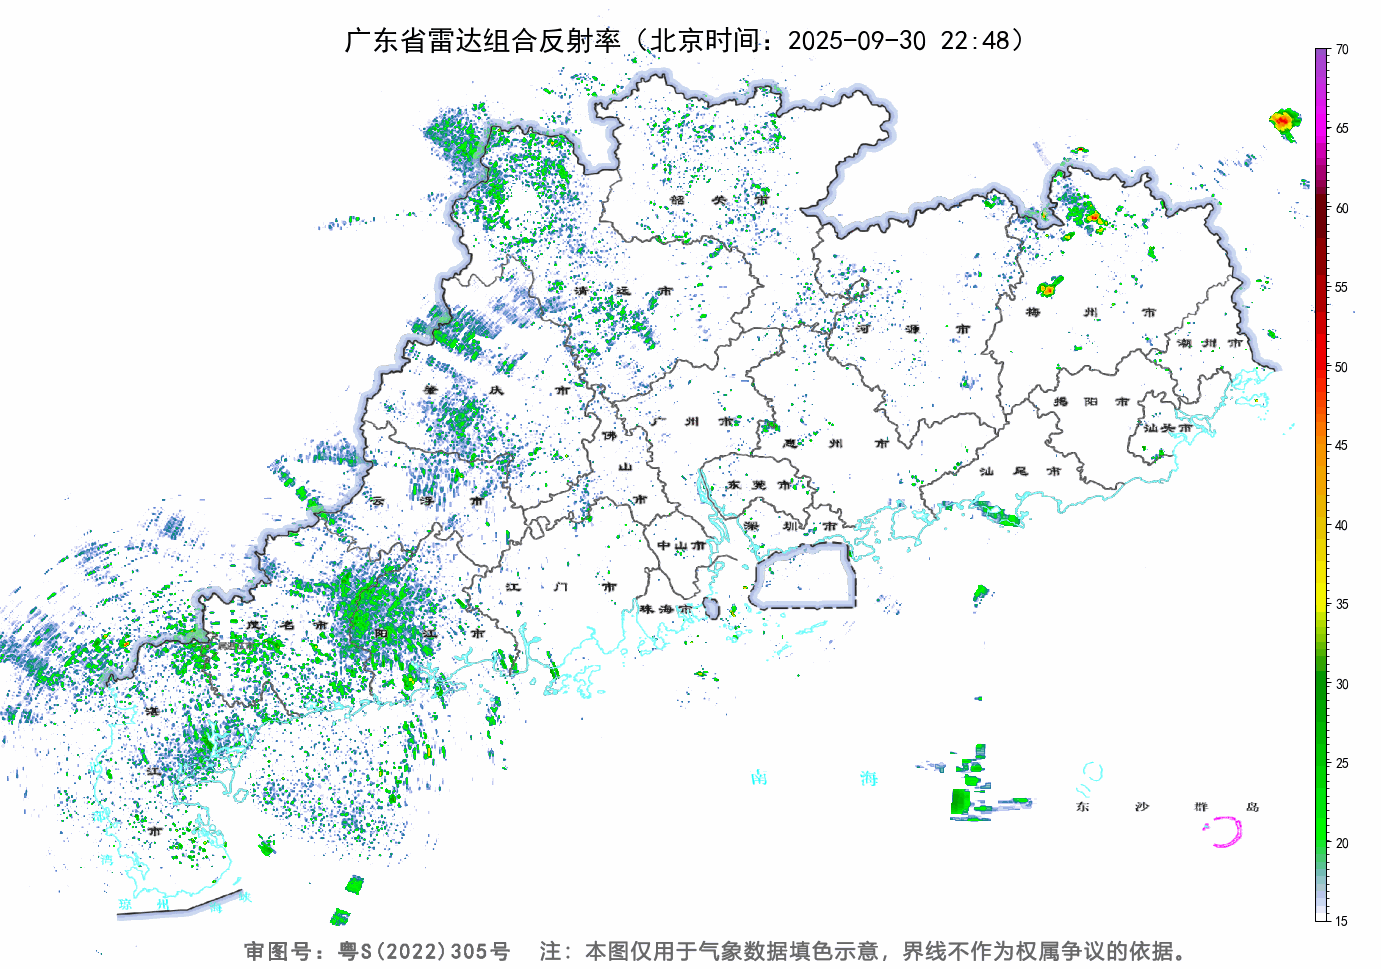 广东省雷达组合反射率（北京时间：2025-09-30 22:48）
70
65
60
55
50
45
40
35
30
25
20
15
韶 关 市
清 远 市
河 源 市
梅 州 市
潮 州 市
肇 庆 市
广 州 市
佛 山 市
惠 州 市
揭 阳 市
汕头市
汕 尾 市
云 浮 市
东 莞 市
深 圳 市
中山市
江 门 市
珠海市
茂 名 市
阳 江 市
湛 江 市
南 海
东 沙 群 岛
湾
琼 州 海 峡
审图号：粤S(2022)305号 注：本图仅用于气象数据填色示意，界线不作为权属争议的依据。